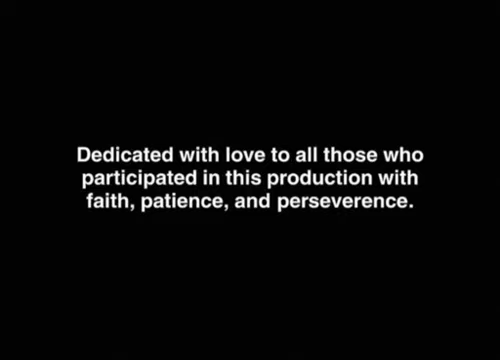 Dedicated with love to all those who
participated in this production with
faith, patience, and perseverence.